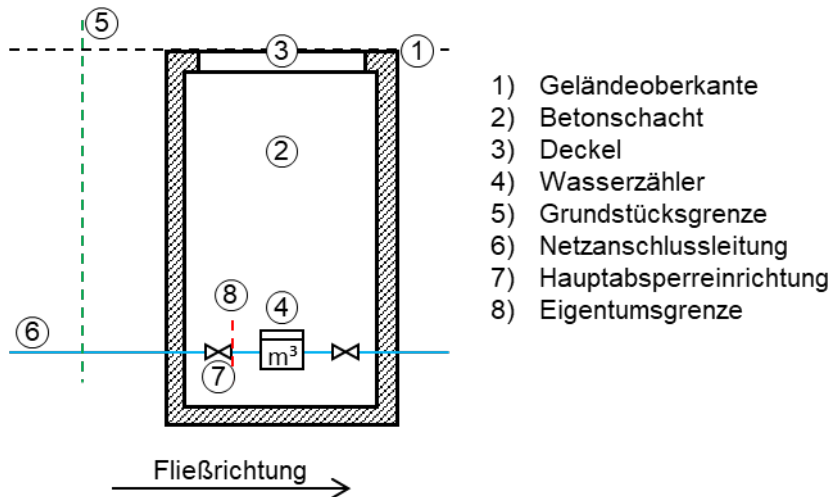 5
3
1
2
8
4
6
m³
7
Fließrichtung
1) Geländeoberkante
2) Betonschacht
3) Deckel
4) Wasserzähler
5) Grundstücksgrenze
6) Netzanschlussleitung
7) Hauptabsperreinrichtung
8) Eigentumsgrenze